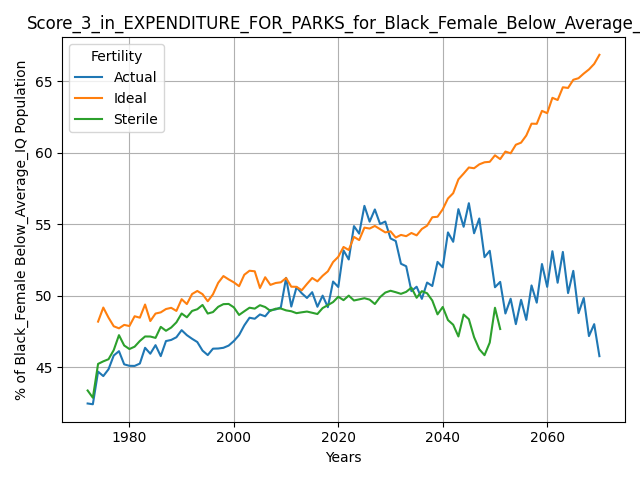 Score_3_in_EXPENDITURE_FOR_PARKS_for_Black_Female_Below_Average_
Fertility
Actual
Ideal
Sterile
% of Black_Female Below_Average_IQ Population
65
60
55
50
45
1980
2000
2020
2040
2060
Years